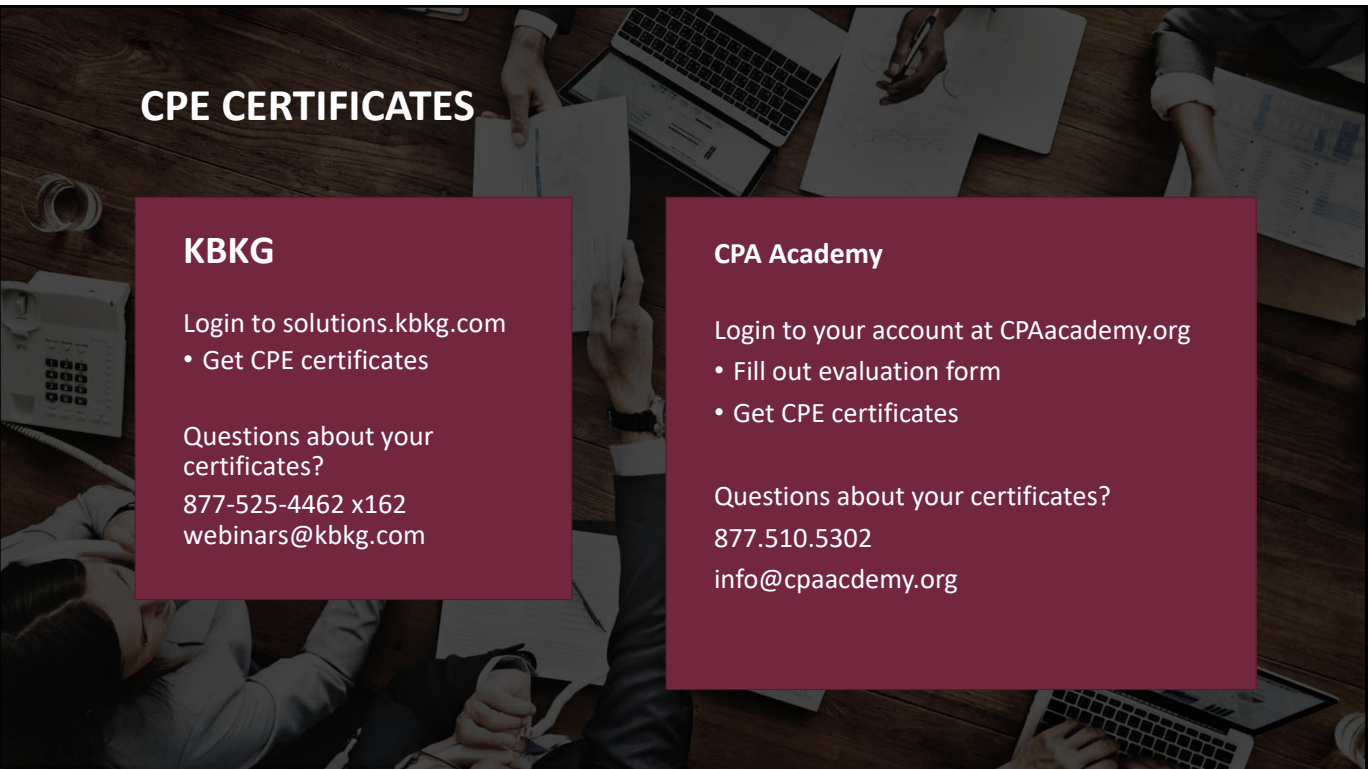 CPE CERTIFICATES
KBKG
Login to solutions.kbkg.com
• Get CPE certificates
Questions about your
certificates?
877-525-4462 x162
webinars@kbkg.com
CPA Academy
Login to your account at CPAacademy.org
• Fill out evaluation form
• Get CPE certificates
Questions about your certificates?
877.510.5302
info@cpaacdemy.org